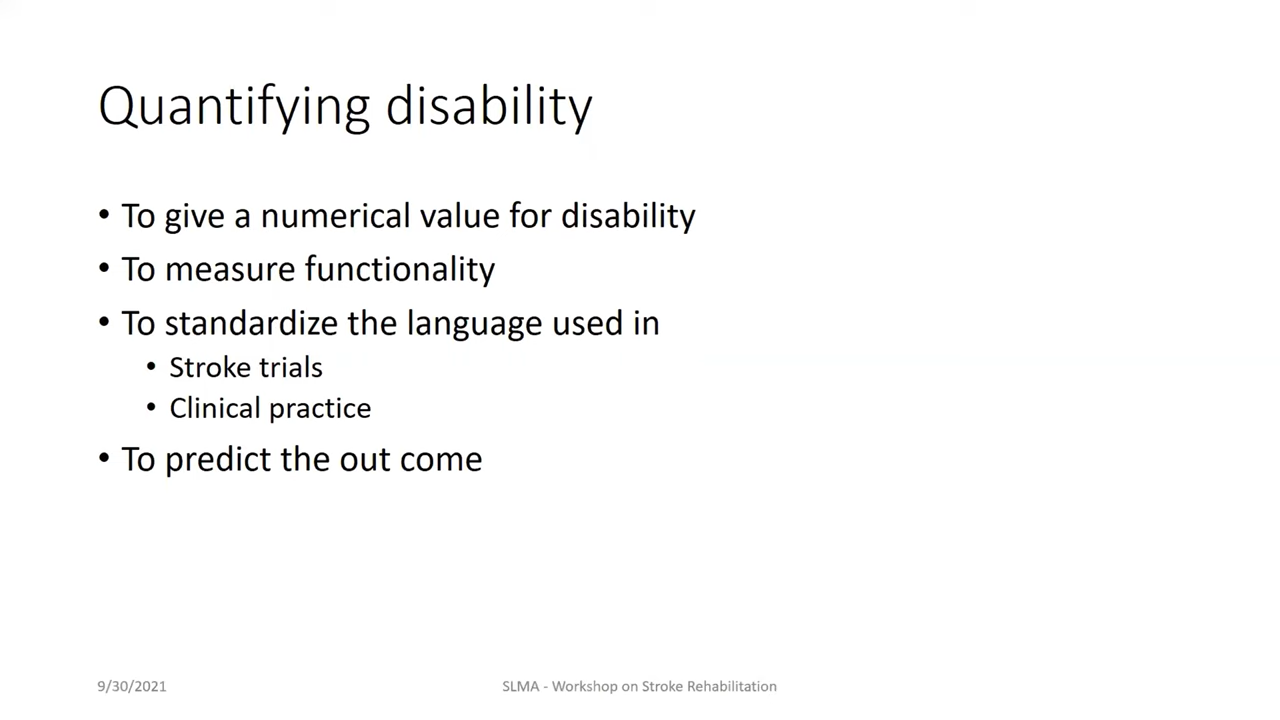 Quantifying disability
• To give a numerical value for disability
• To measure functionality
• To standardize the language used in
• Stroke trials
• Clinical practice
• To predict the out come
9/30/2021
SLMA - Workshop on Stroke Rehabilitation